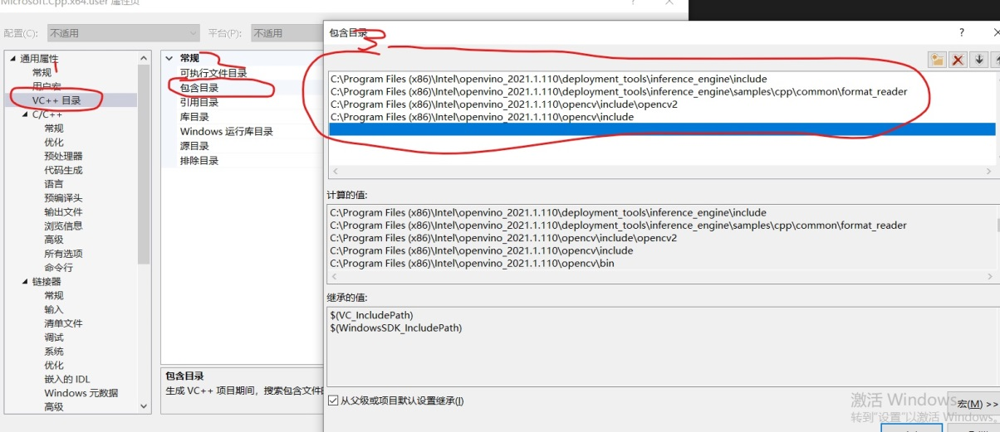 Microsoft.Cpp.x64.user 属性页
配置(C):
不适用
平台(P):
不适用
通用属性
常规
用户宏
VC++ 目录
C/C++
常规
优化
预处理器
代码生成
语言
预编译头
输出文件
浏览信息
高级
所有选项
命令行
链接器
常规
输入
清单文件
调试
系统
优化
嵌入的 IDL
Windows 元数据
高级
常规
可执行文件目录
包含目录
引用目录
库目录
Windows 运行库目录
源目录
排除目录
包含目录
生成 VC++ 项目期间，搜索包含文件
包含目录
C:\Program Files (x86)\Intel\openvino_2021.1.110\deployment_tools\inference_engine\include
C:\Program Files (x86)\Intel\openvino_2021.1.110\deployment_tools\inference_engine\samples\cpp\common\format_reader
C:\Program Files (x86)\Intel\openvino_2021.1.110\opencv\include\opencv2
C:\Program Files (x86)\Intel\openvino_2021.1.110\opencv\include
计算的值:
C:\Program Files (x86)\Intel\openvino_2021.1.110\deployment_tools\inference_engine\include
C:\Program Files (x86)\Intel\openvino_2021.1.110\deployment_tools\inference_engine\samples\cpp\common\format_reader
C:\Program Files (x86)\Intel\openvino_2021.1.110\opencv\include\opencv2
C:\Program Files (x86)\Intel\openvino_2021.1.110\opencv\include
C:\Program Files (x86)\Intel\openvino_2021.1.110\opencv\bin
继承的值:
$(VC_IncludePath)
$(WindowsSDK_IncludePath)
从父级或项目默认设置继承(I)
宏(M) >>
激活 Windows
转到"设置"以激活 Windows。
1
2
3